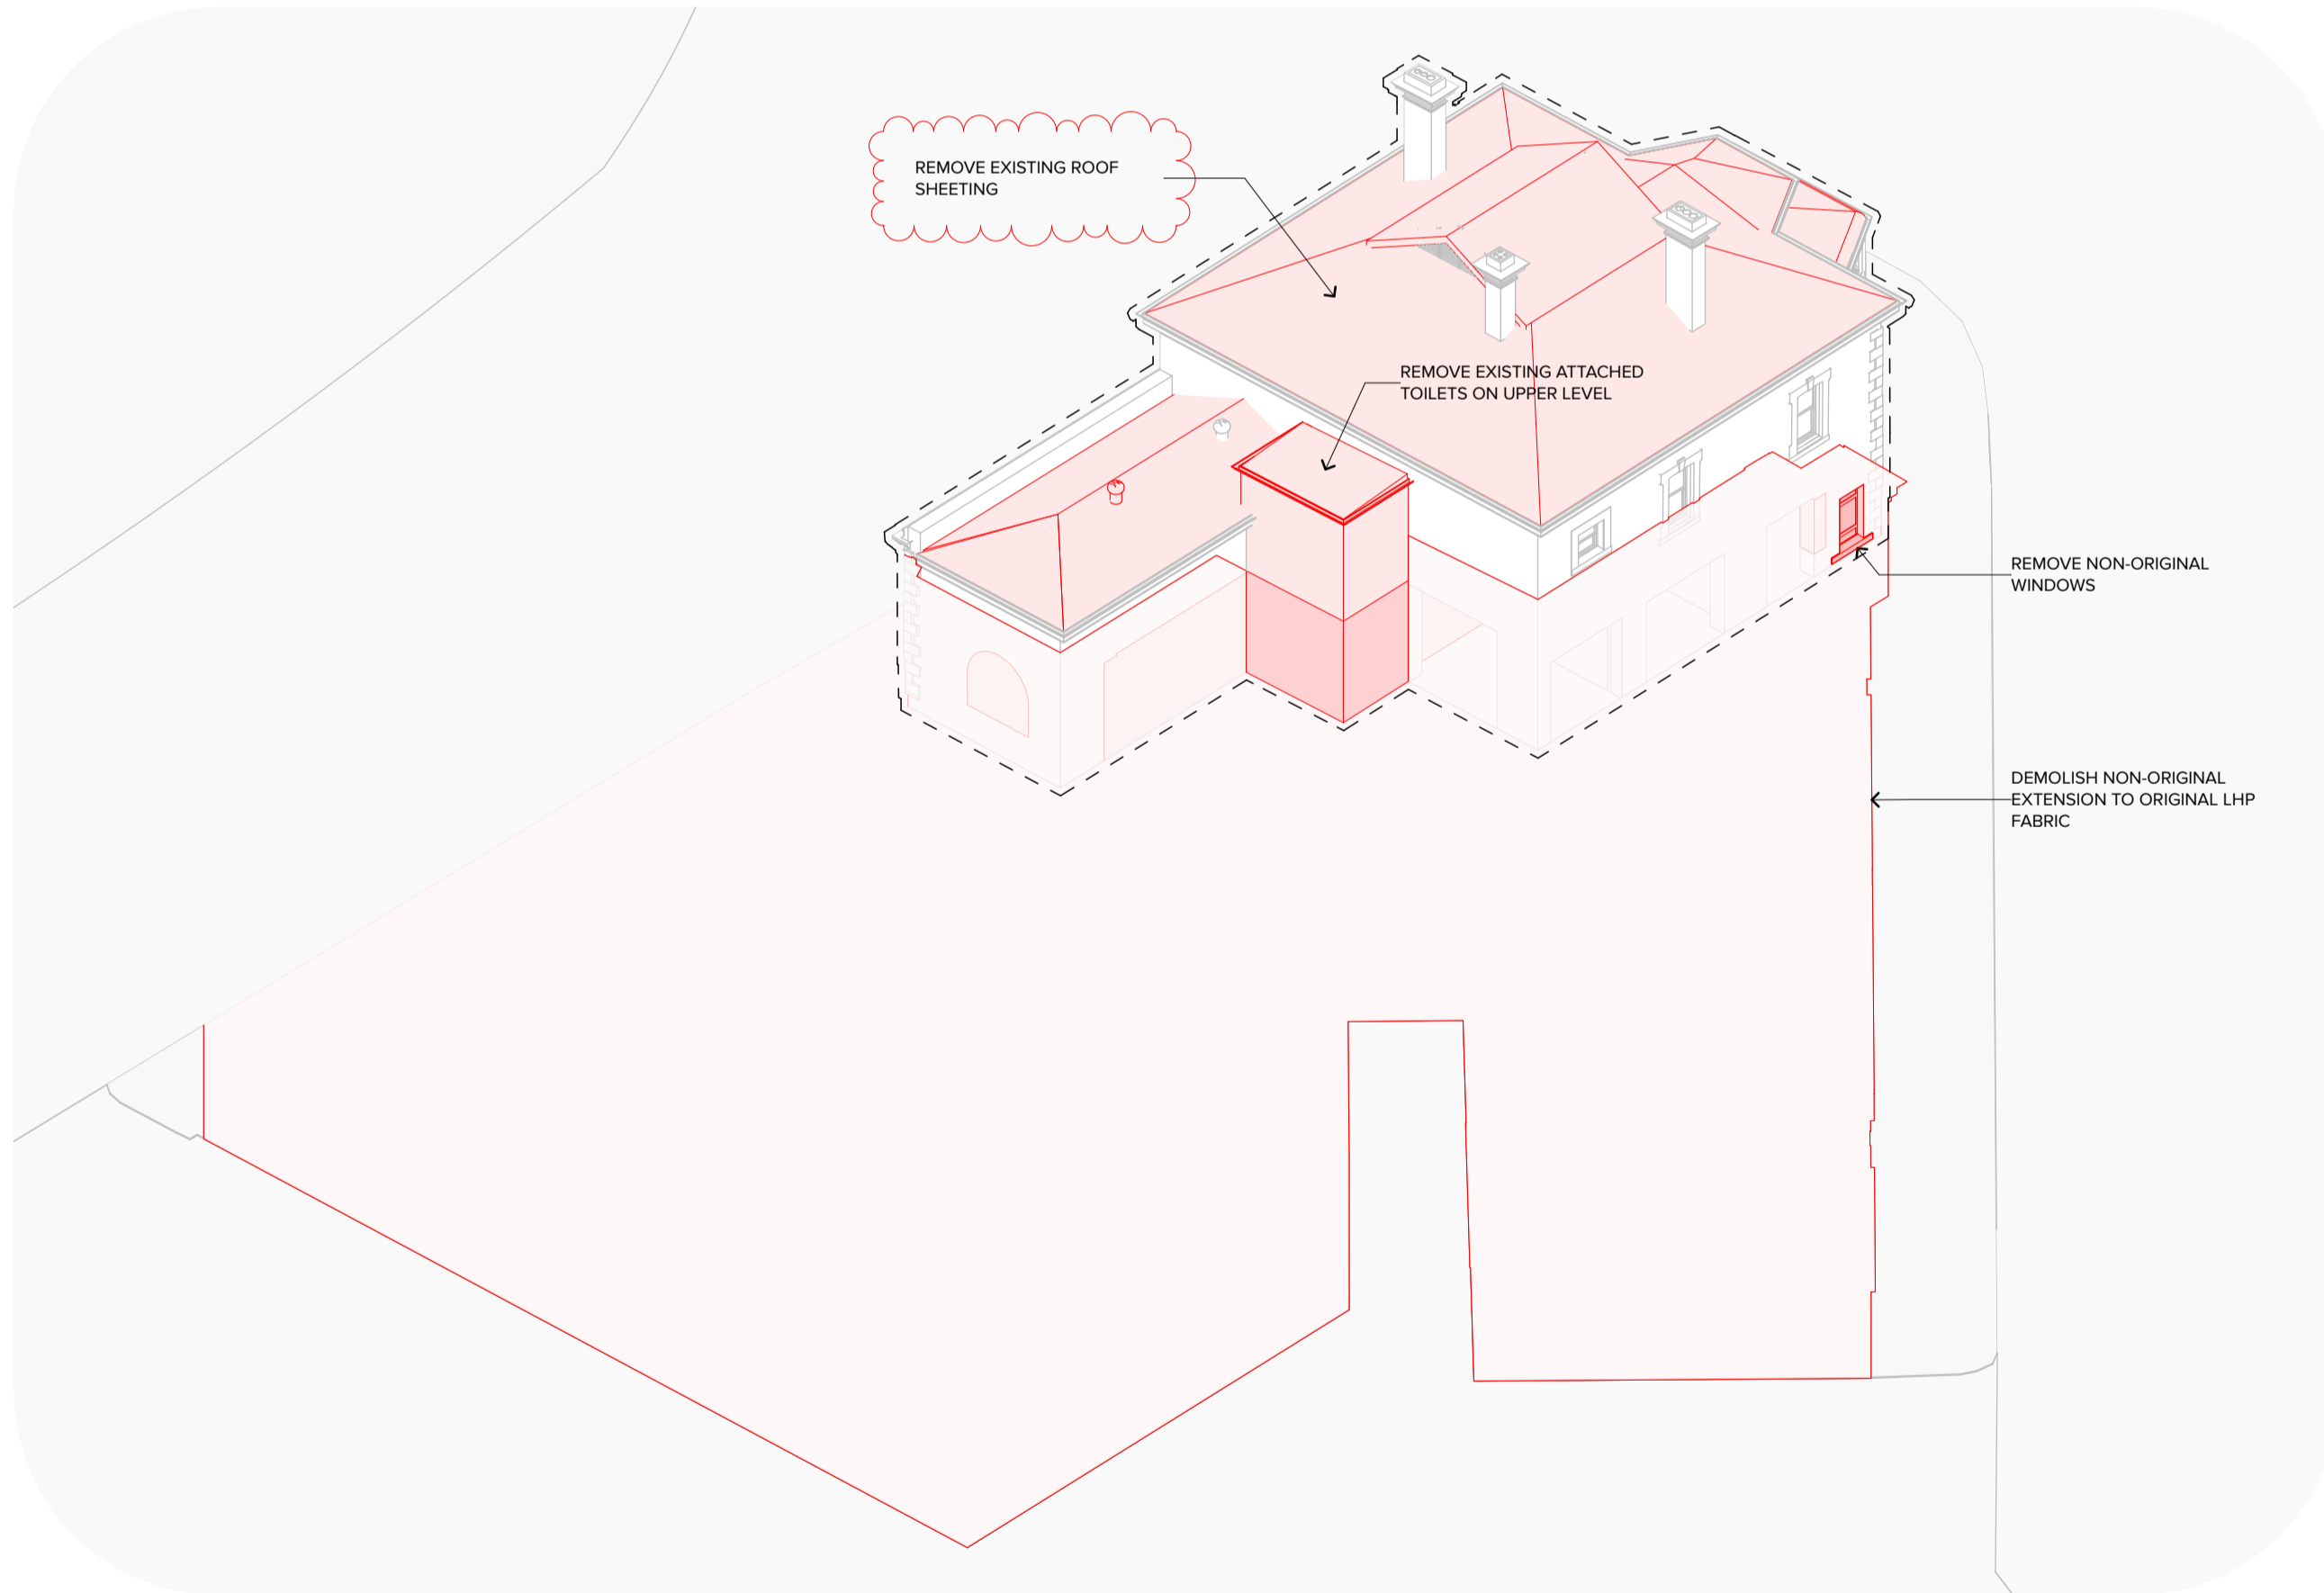 REMOVE EXISTING ROOF
SHEETING
REMOVE EXISTING ATTACHED
TOILETS ON UPPER LEVEL
REMOVE NON-ORIGINAL
WINDOWS
DEMOLISH NON-ORIGINAL
EXTENSION TO ORIGINAL LHP
FABRIC